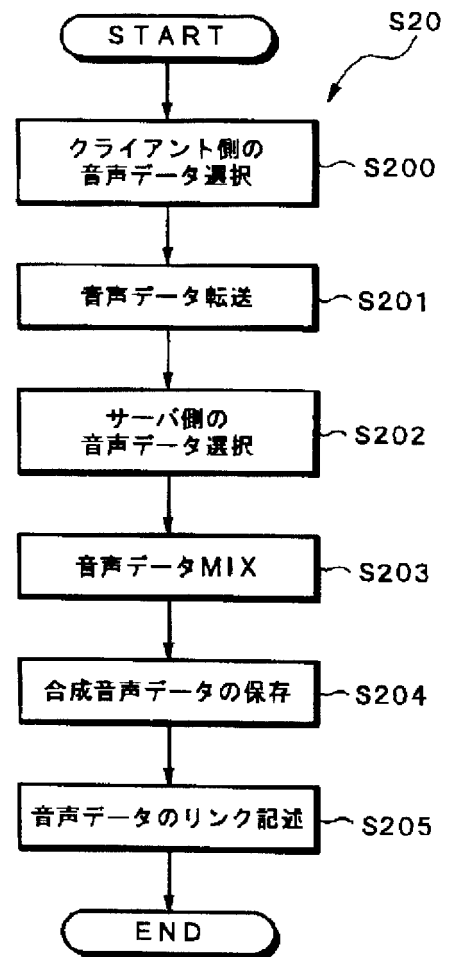 START
S20
クライアント側の
音声データ選択
S200
音声データ転送
S201
サーバ側の
音声データ選択
S202
音声データMIX
S203
合成音声データの保存
S204
音声データのリンク記述
S205
END